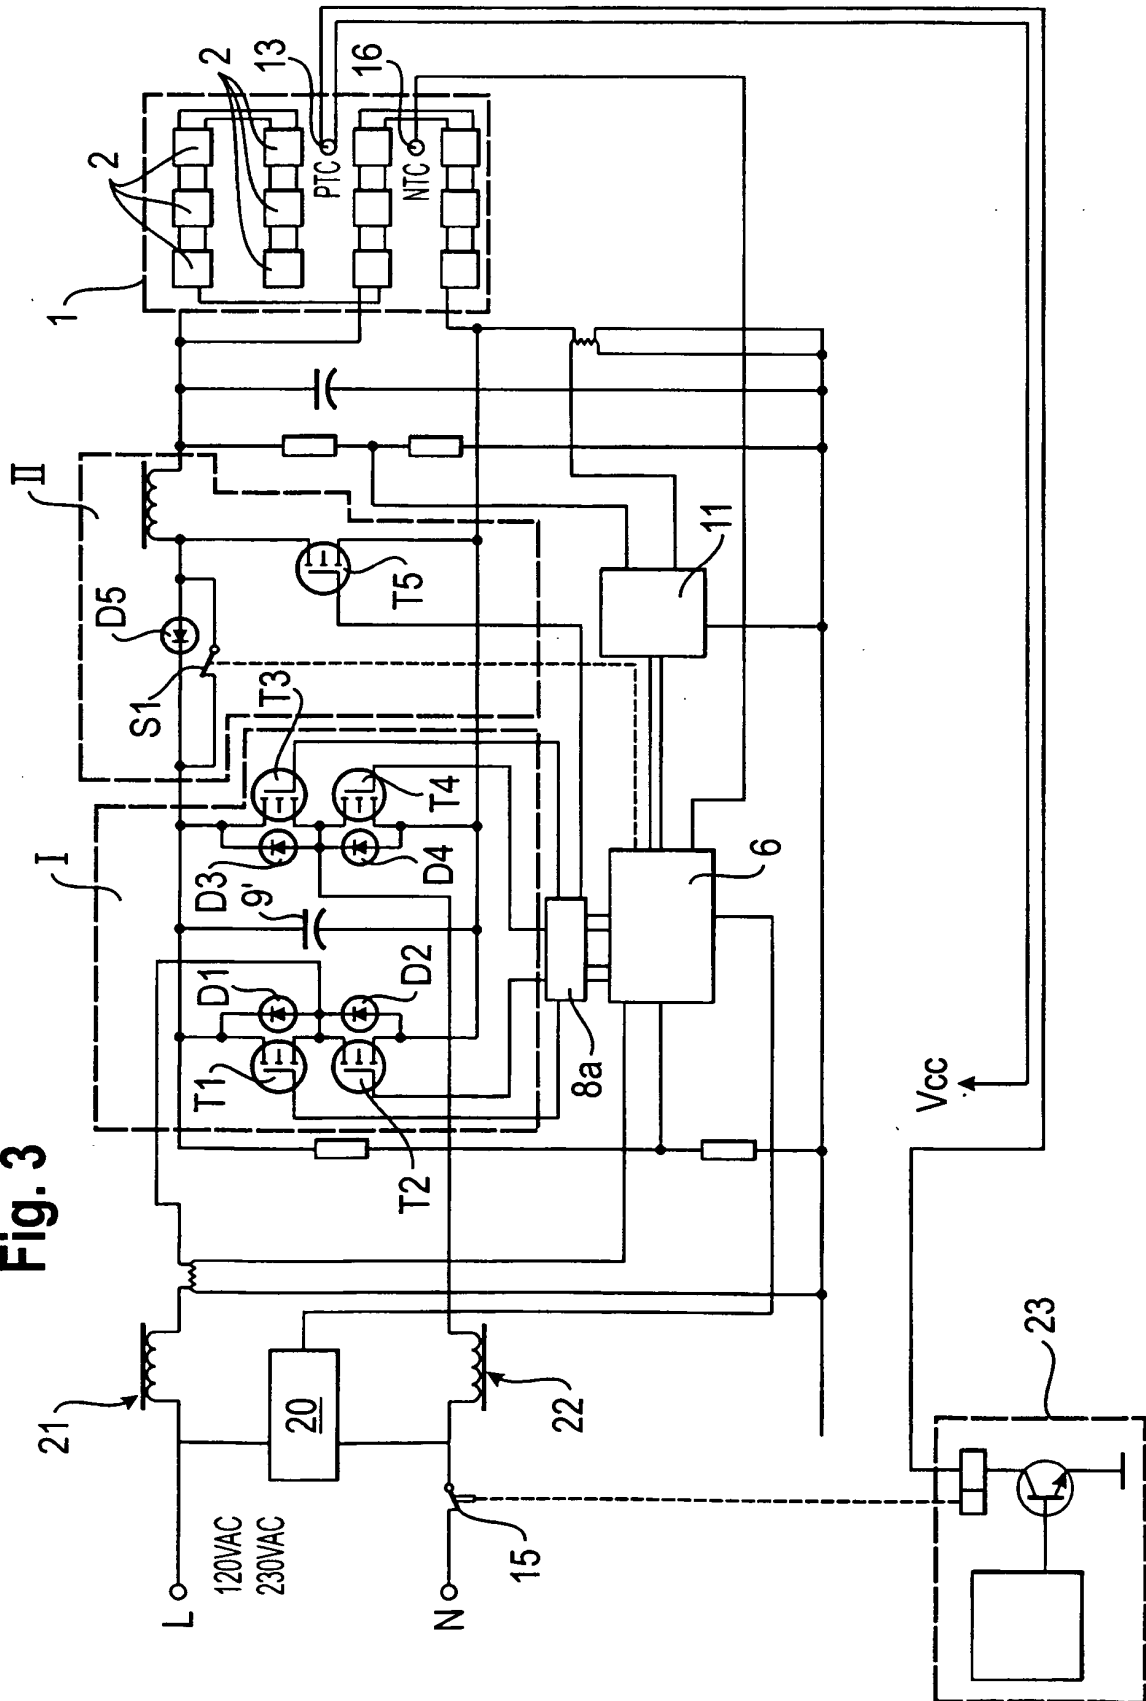 Fig. 3
I
II
1
2
2
13
PTC
16
NTC
D5
S1
T3
T4
D3
9'
D4
D1
D2
T1
T2
T5
8a
6
11
21
20
22
L
120VAC
230VAC
N
15
Vcc
23